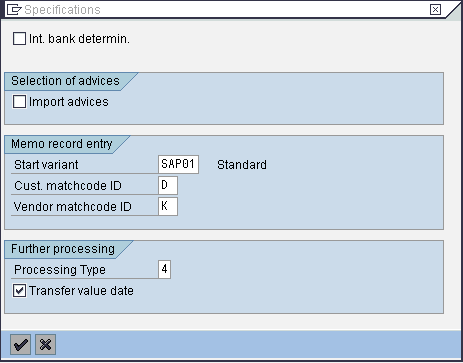 Specifications
Int. bank determin.
Selection of advices
Import advices
Memo record entry
Start variant SAP01 Standard
Cust. matchcode ID D
Vendor matchcode ID K
Further processing
Processing Type 4
Transfer value date